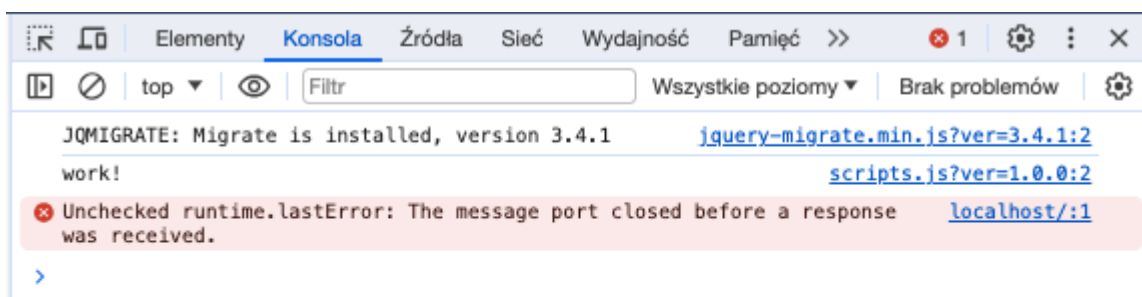 Elementy Konsola Źródła Sieć Wydajność Pamięć >> 1
top Filtr Wszystkie poziomy Brak problemów
JQMIGRATE: Migrate is installed, version 3.4.1 jquery-migrate.min.js?ver=3.4.1:2
work! scripts.js?ver=1.0.0:2
Unchecked runtime.lastError: The message port closed before a response localhost/:1
was received.
>